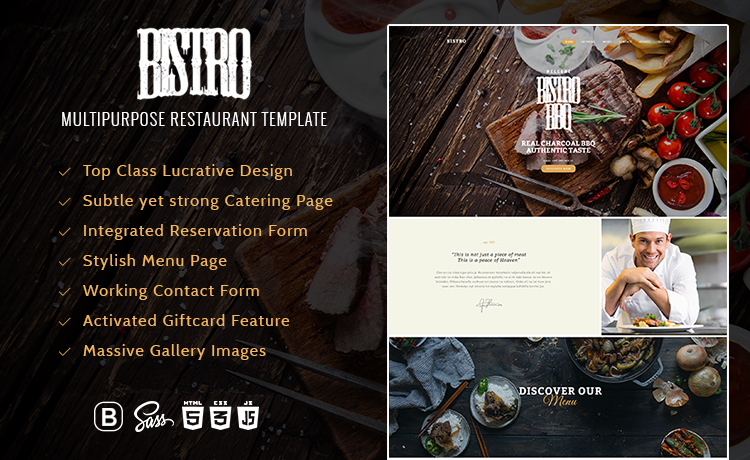 BISTRO
MULTIPURPOSE RESTAURANT TEMPLATE
Top Class Lucrative Design
Subtle yet strong Catering Page
Integrated Reservation Form
Stylish Menu Page
Working Contact Form
Activated Giftcard Feature
Massive Gallery Images
B
Sass
HTML
5
CSS
3
JS
BISTRO
WELCOME
BISTRO
BBQ
REAL CHARCOAL BBQ
AUTHENTIC TASTE
"This is not just a piece of meat
This is a peace of Heaven"
DISCOVER OUR
Menu